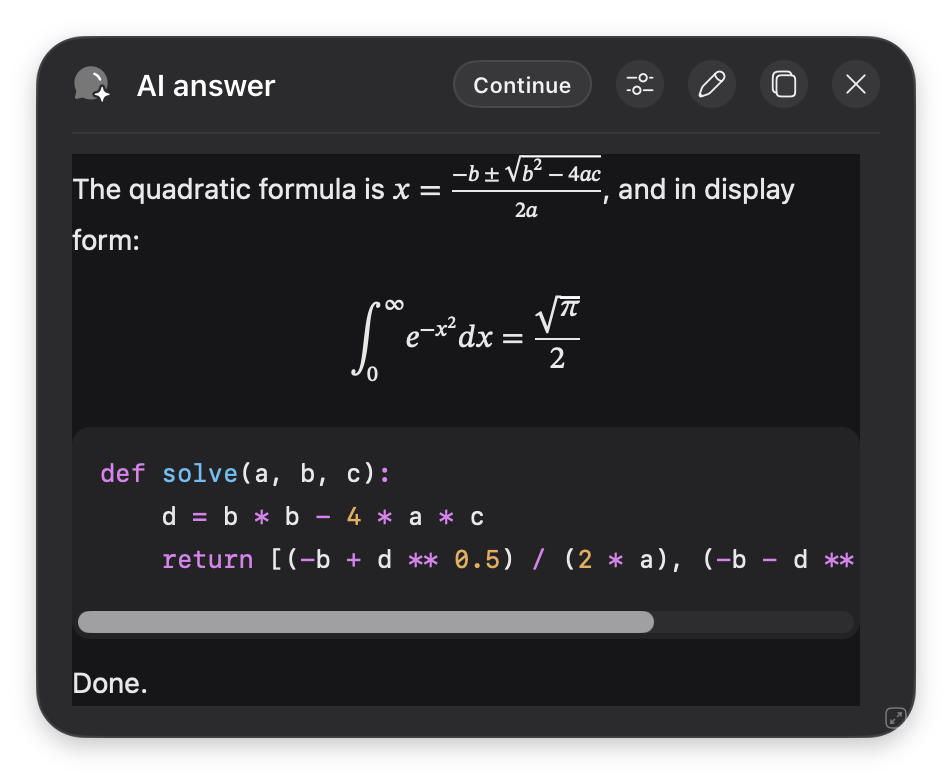 AI answer
Continue
The quadratic formula is x = (−b ± √(b² − 4ac))/(2a), and in display
form:
∫₀^∞ e^(−x²) dx = √π/2
def solve(a, b, c):
    d = b * b − 4 * a * c
    return [(−b + d ** 0.5) / (2 * a), (−b − d **
Done.